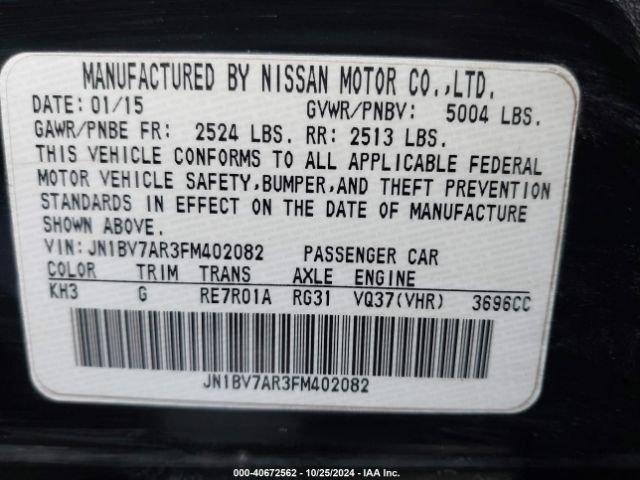 MANUFACTURED BY NISSAN MOTOR CO.,LTD.
DATE: 01/15 GVWR/PNBV: 5004 LBS.
GAWR/PNBE FR: 2524 LBS. RR: 2513 LBS.
THIS VEHICLE CONFORMS TO ALL APPLICABLE FEDERAL
MOTOR VEHICLE SAFETY,BUMPER,AND THEFT PREVENTION
STANDARDS IN EFFECT ON THE DATE OF MANUFACTURE
SHOWN ABOVE.
VIN:JN1BV7AR3FM402082 PASSENGER CAR
COLOR TRIM TRANS AXLE ENGINE
KH3 G RE7R01A RG31 VQ37(VHR) 3696CC
JN1BV7AR3FM402082
000-40672562 - 10/25/2024 - IAA Inc.